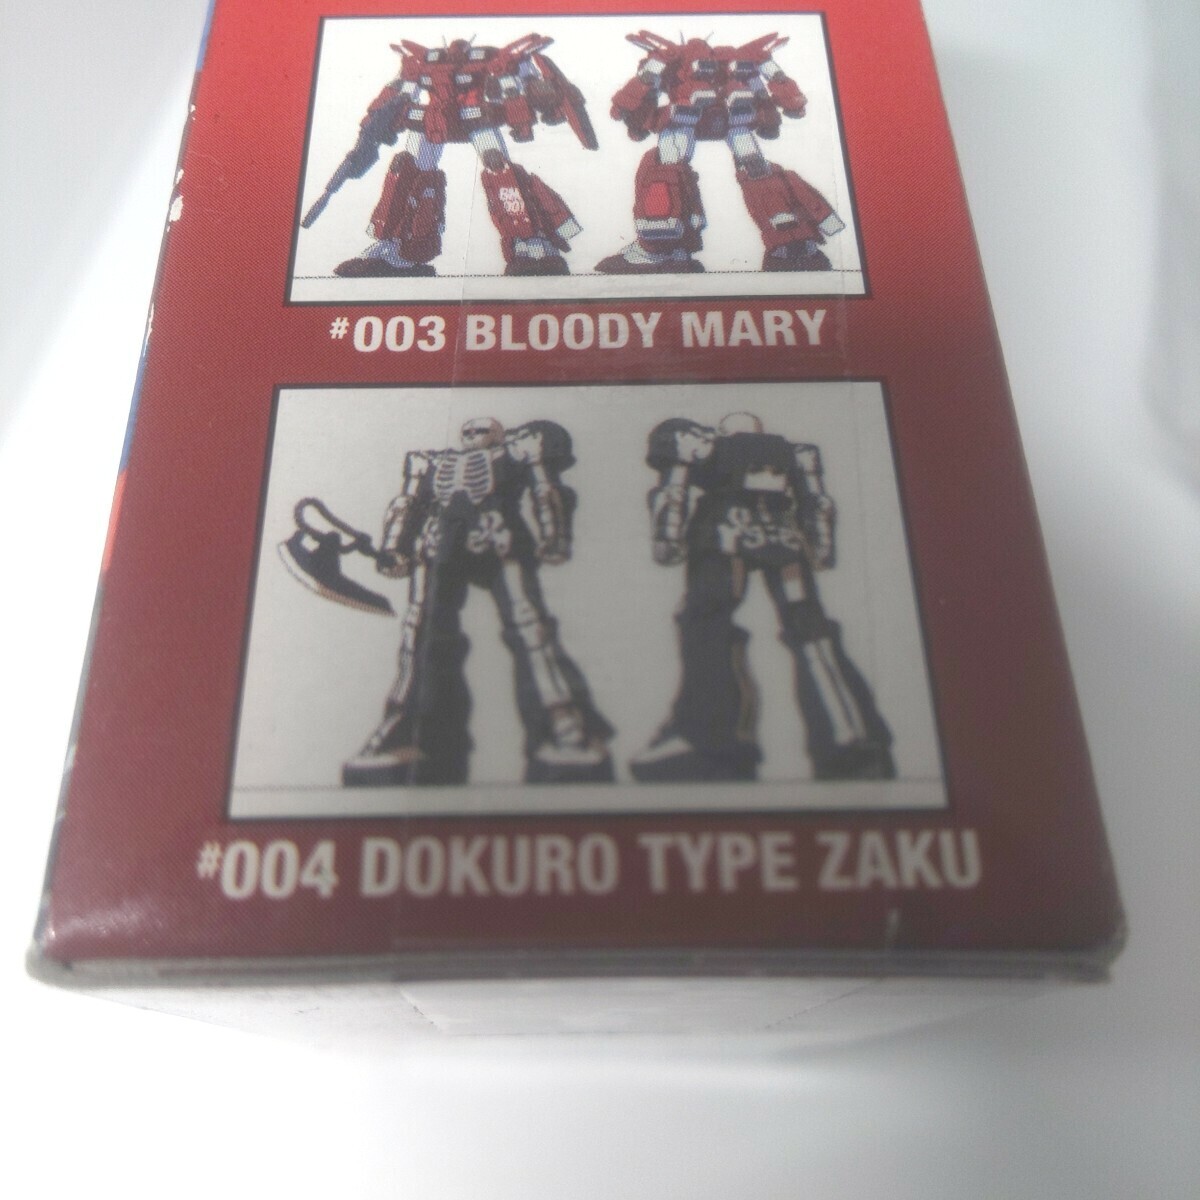 #003 BLOODY MARY
#004 DOKURO TYPE ZAKU